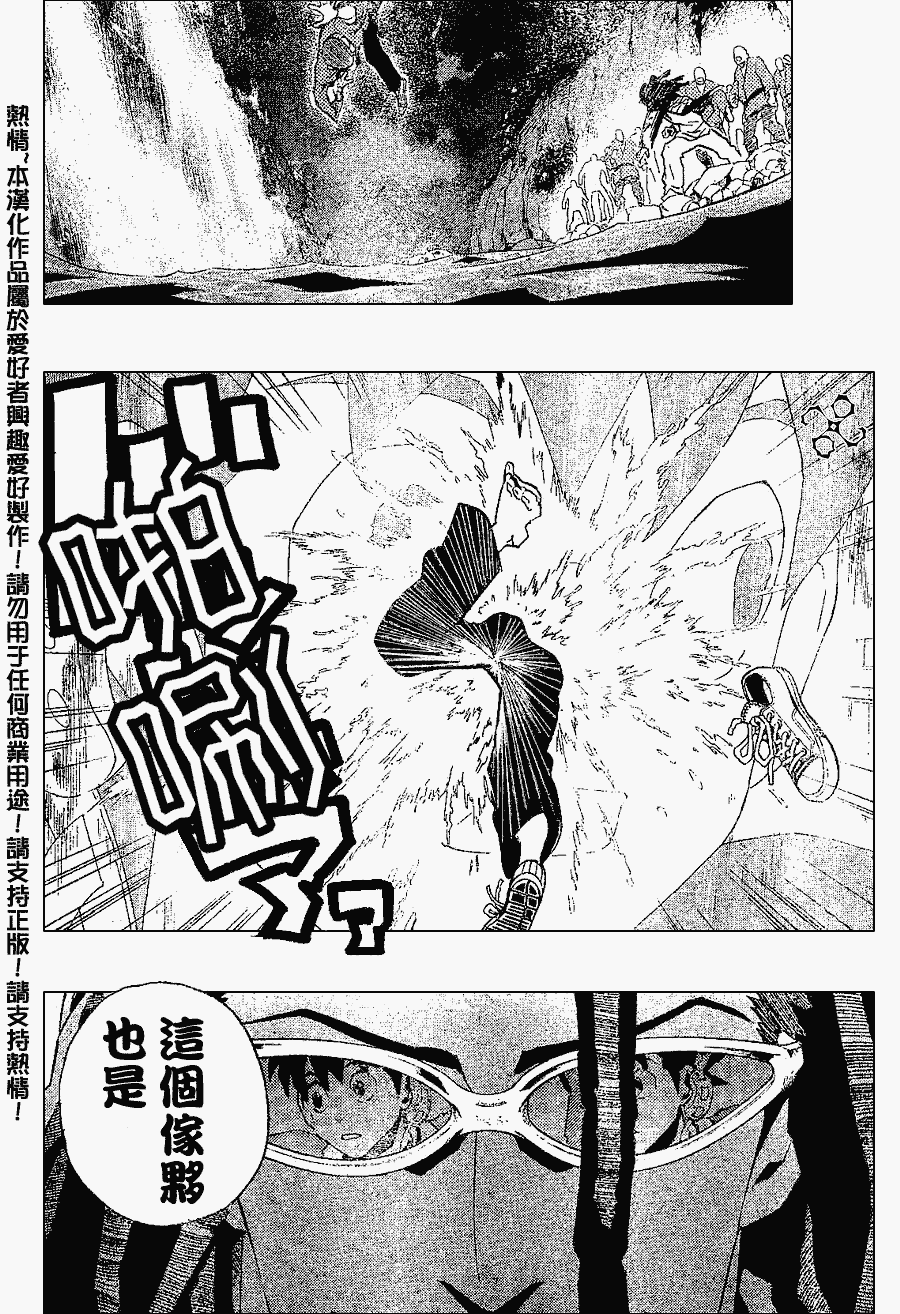 熱情、本漢化作品屬於愛好者興趣愛好製作！請勿用于任何商業用途！請支持正版！請支持熱情！
啪
這個傢夥
也是